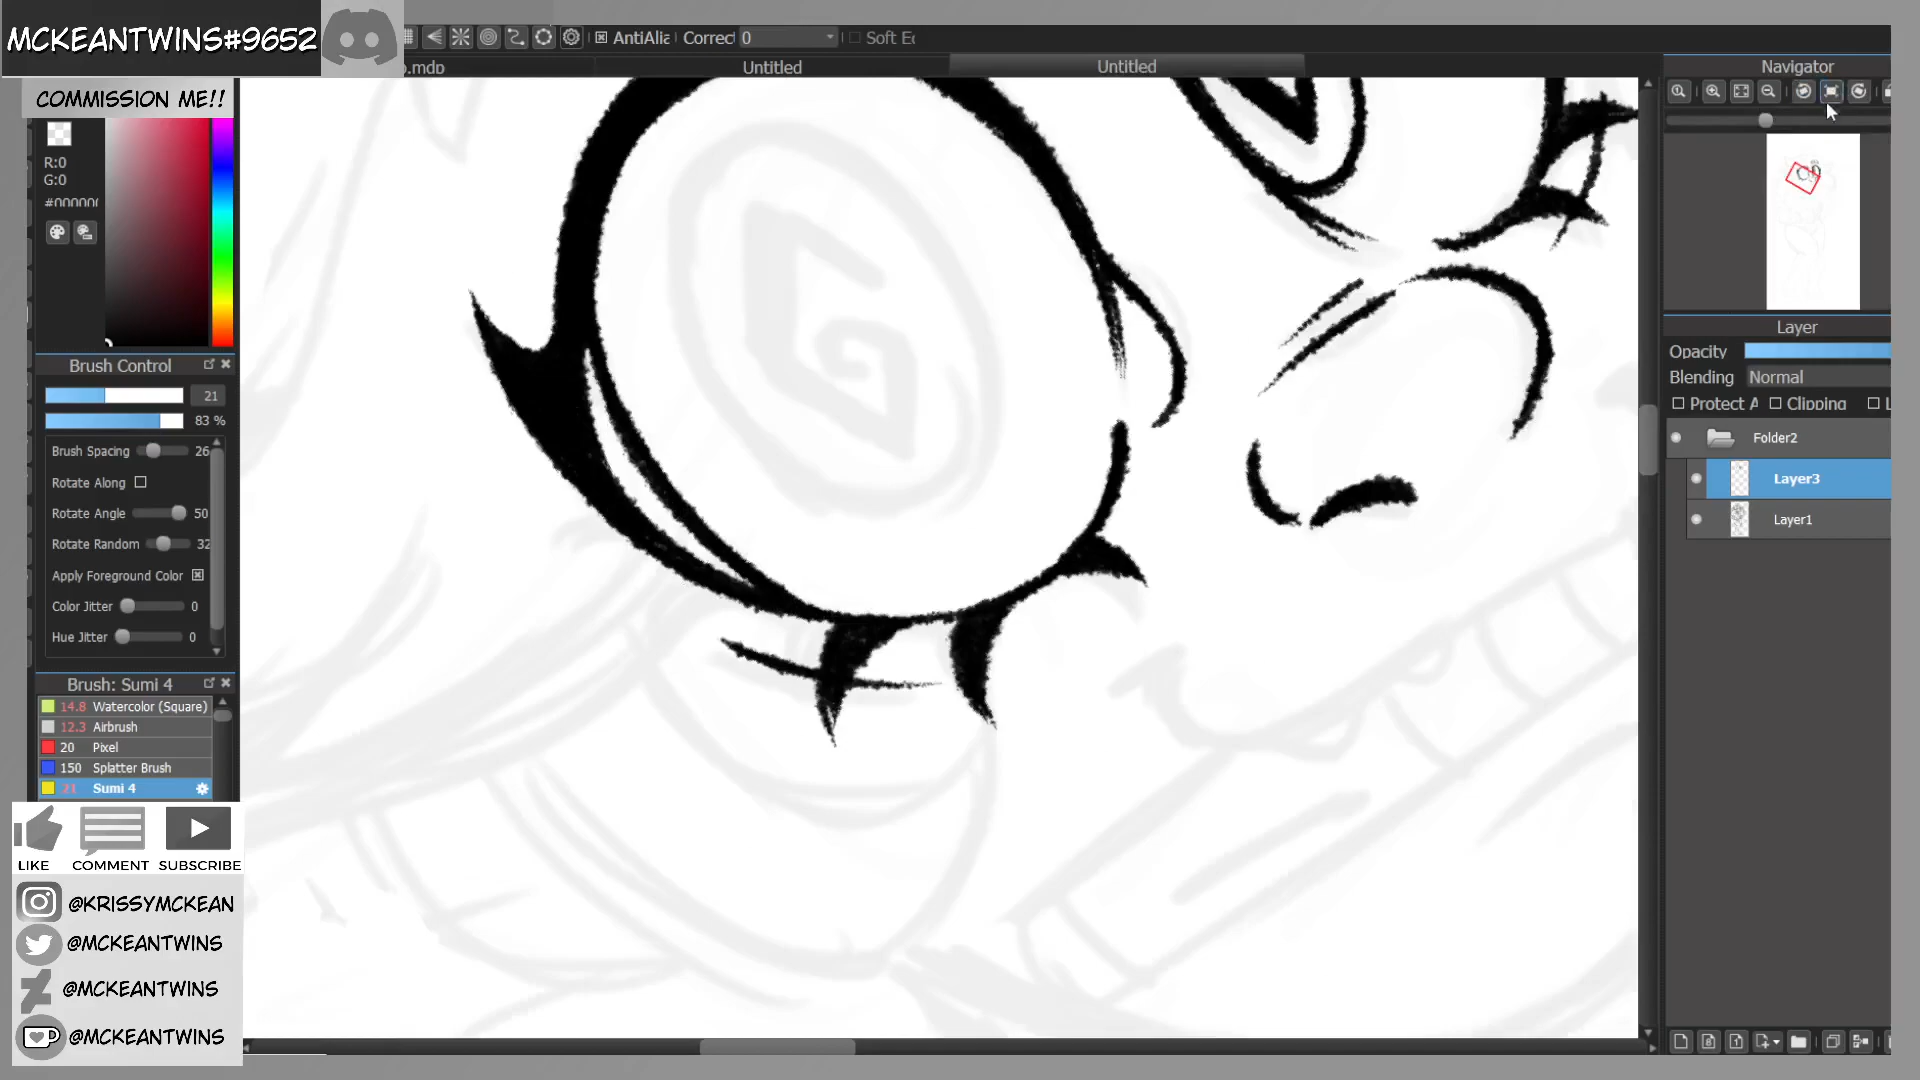 MCKEANTWINS#9652
AntiAlia
Correct
0
Soft Ec
.mdp
Untitled
Untitled
Navigator
COMMISSION ME!!
R:0
G:0
#000000
Brush Control
21
83 %
Brush Spacing
26
Rotate Along
Rotate Angle
50
Rotate Random
32
Apply Foreground Color
Color Jitter
0
Hue Jitter
0
Brush: Sumi 4
14.8 Watercolor (Square)
12.3 Airbrush
20 Pixel
150 Splatter Brush
21 Sumi 4
LIKE
COMMENT
SUBSCRIBE
@KRISSYMCKEAN
@MCKEANTWINS
@MCKEANTWINS
@MCKEANTWINS
Layer
Opacity
Blending
Normal
Protect A
Clipping
L
Folder2
Layer3
Layer1